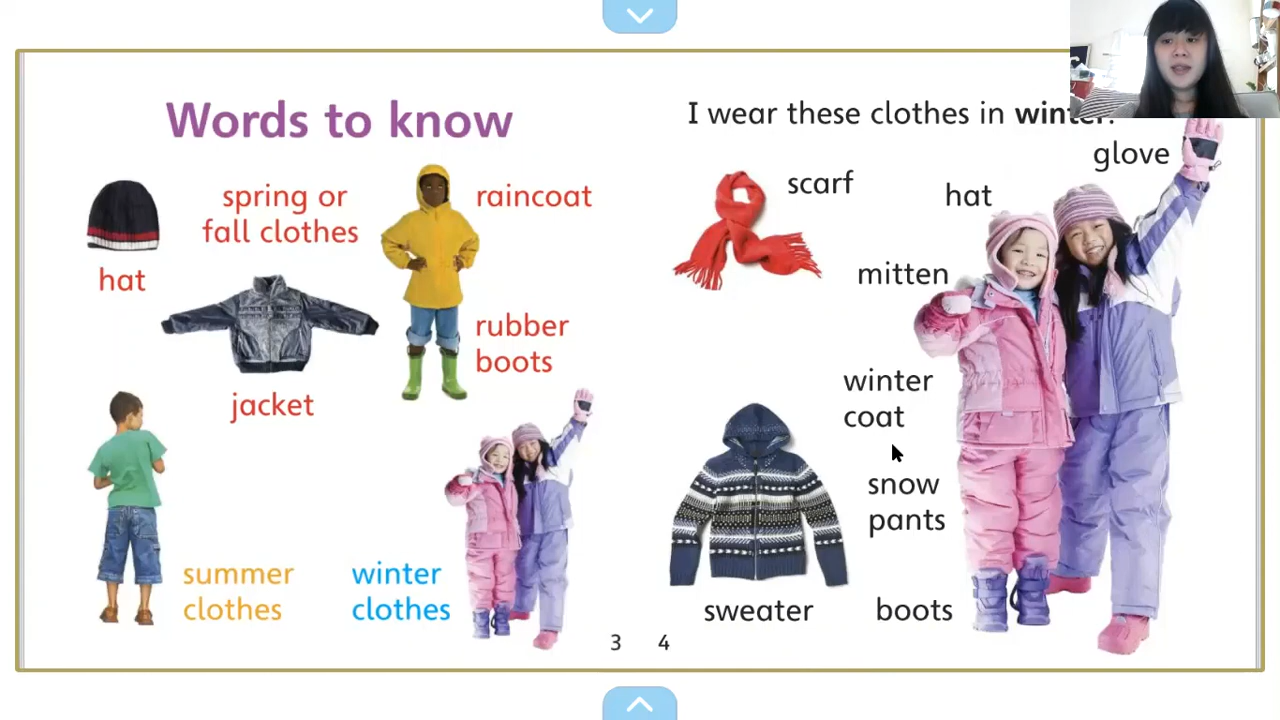 Words to know
hat
spring or
fall clothes
raincoat
jacket
rubber
boots
summer
clothes
winter
clothes
3
I wear these clothes in winter.
scarf
hat
glove
mitten
winter
coat
snow
pants
sweater
boots
4